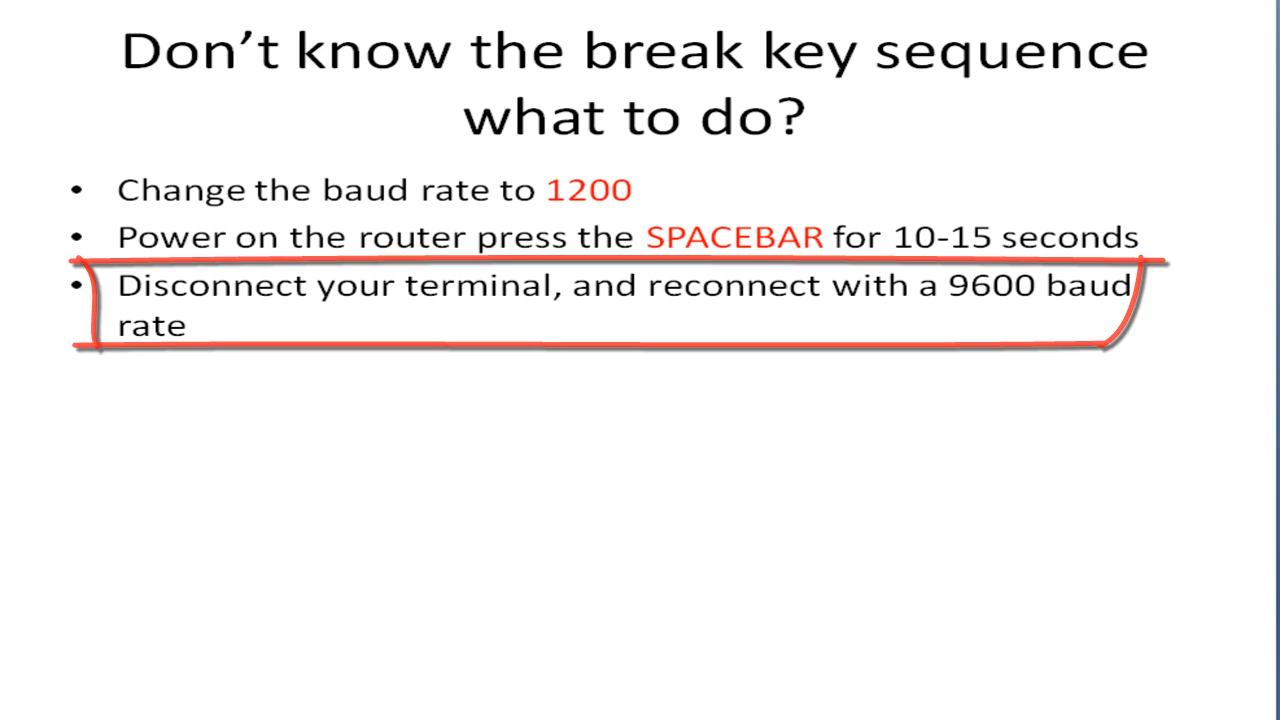 Don’t know the break key sequence
what to do?
• Change the baud rate to 1200
• Power on the router press the SPACEBAR for 10-15 seconds
• Disconnect your terminal, and reconnect with a 9600 baud
rate